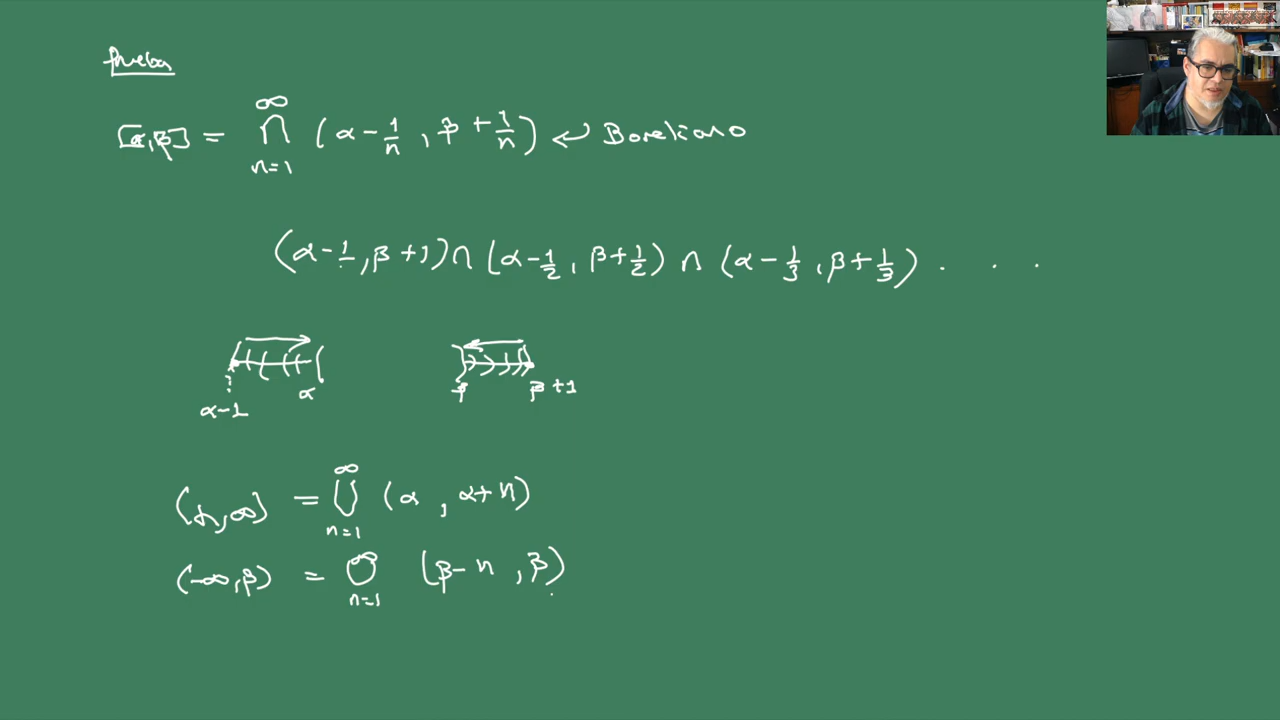 Prueba
[α,β] = ∞ ∩ n=1 (α - 1/n , β + 1/n) ↩ Boreliano
(α - 1, β + 1) ∩ (α - 1/2 , β + 1/2) ∩ (α - 1/3 , β + 1/3) . . .
α-1 α β β+1
(α,∞) = ∞ ∪ n=1 (α , α+n)
(-∞,β) = ∞ ∪ n=1 (β-n , β)